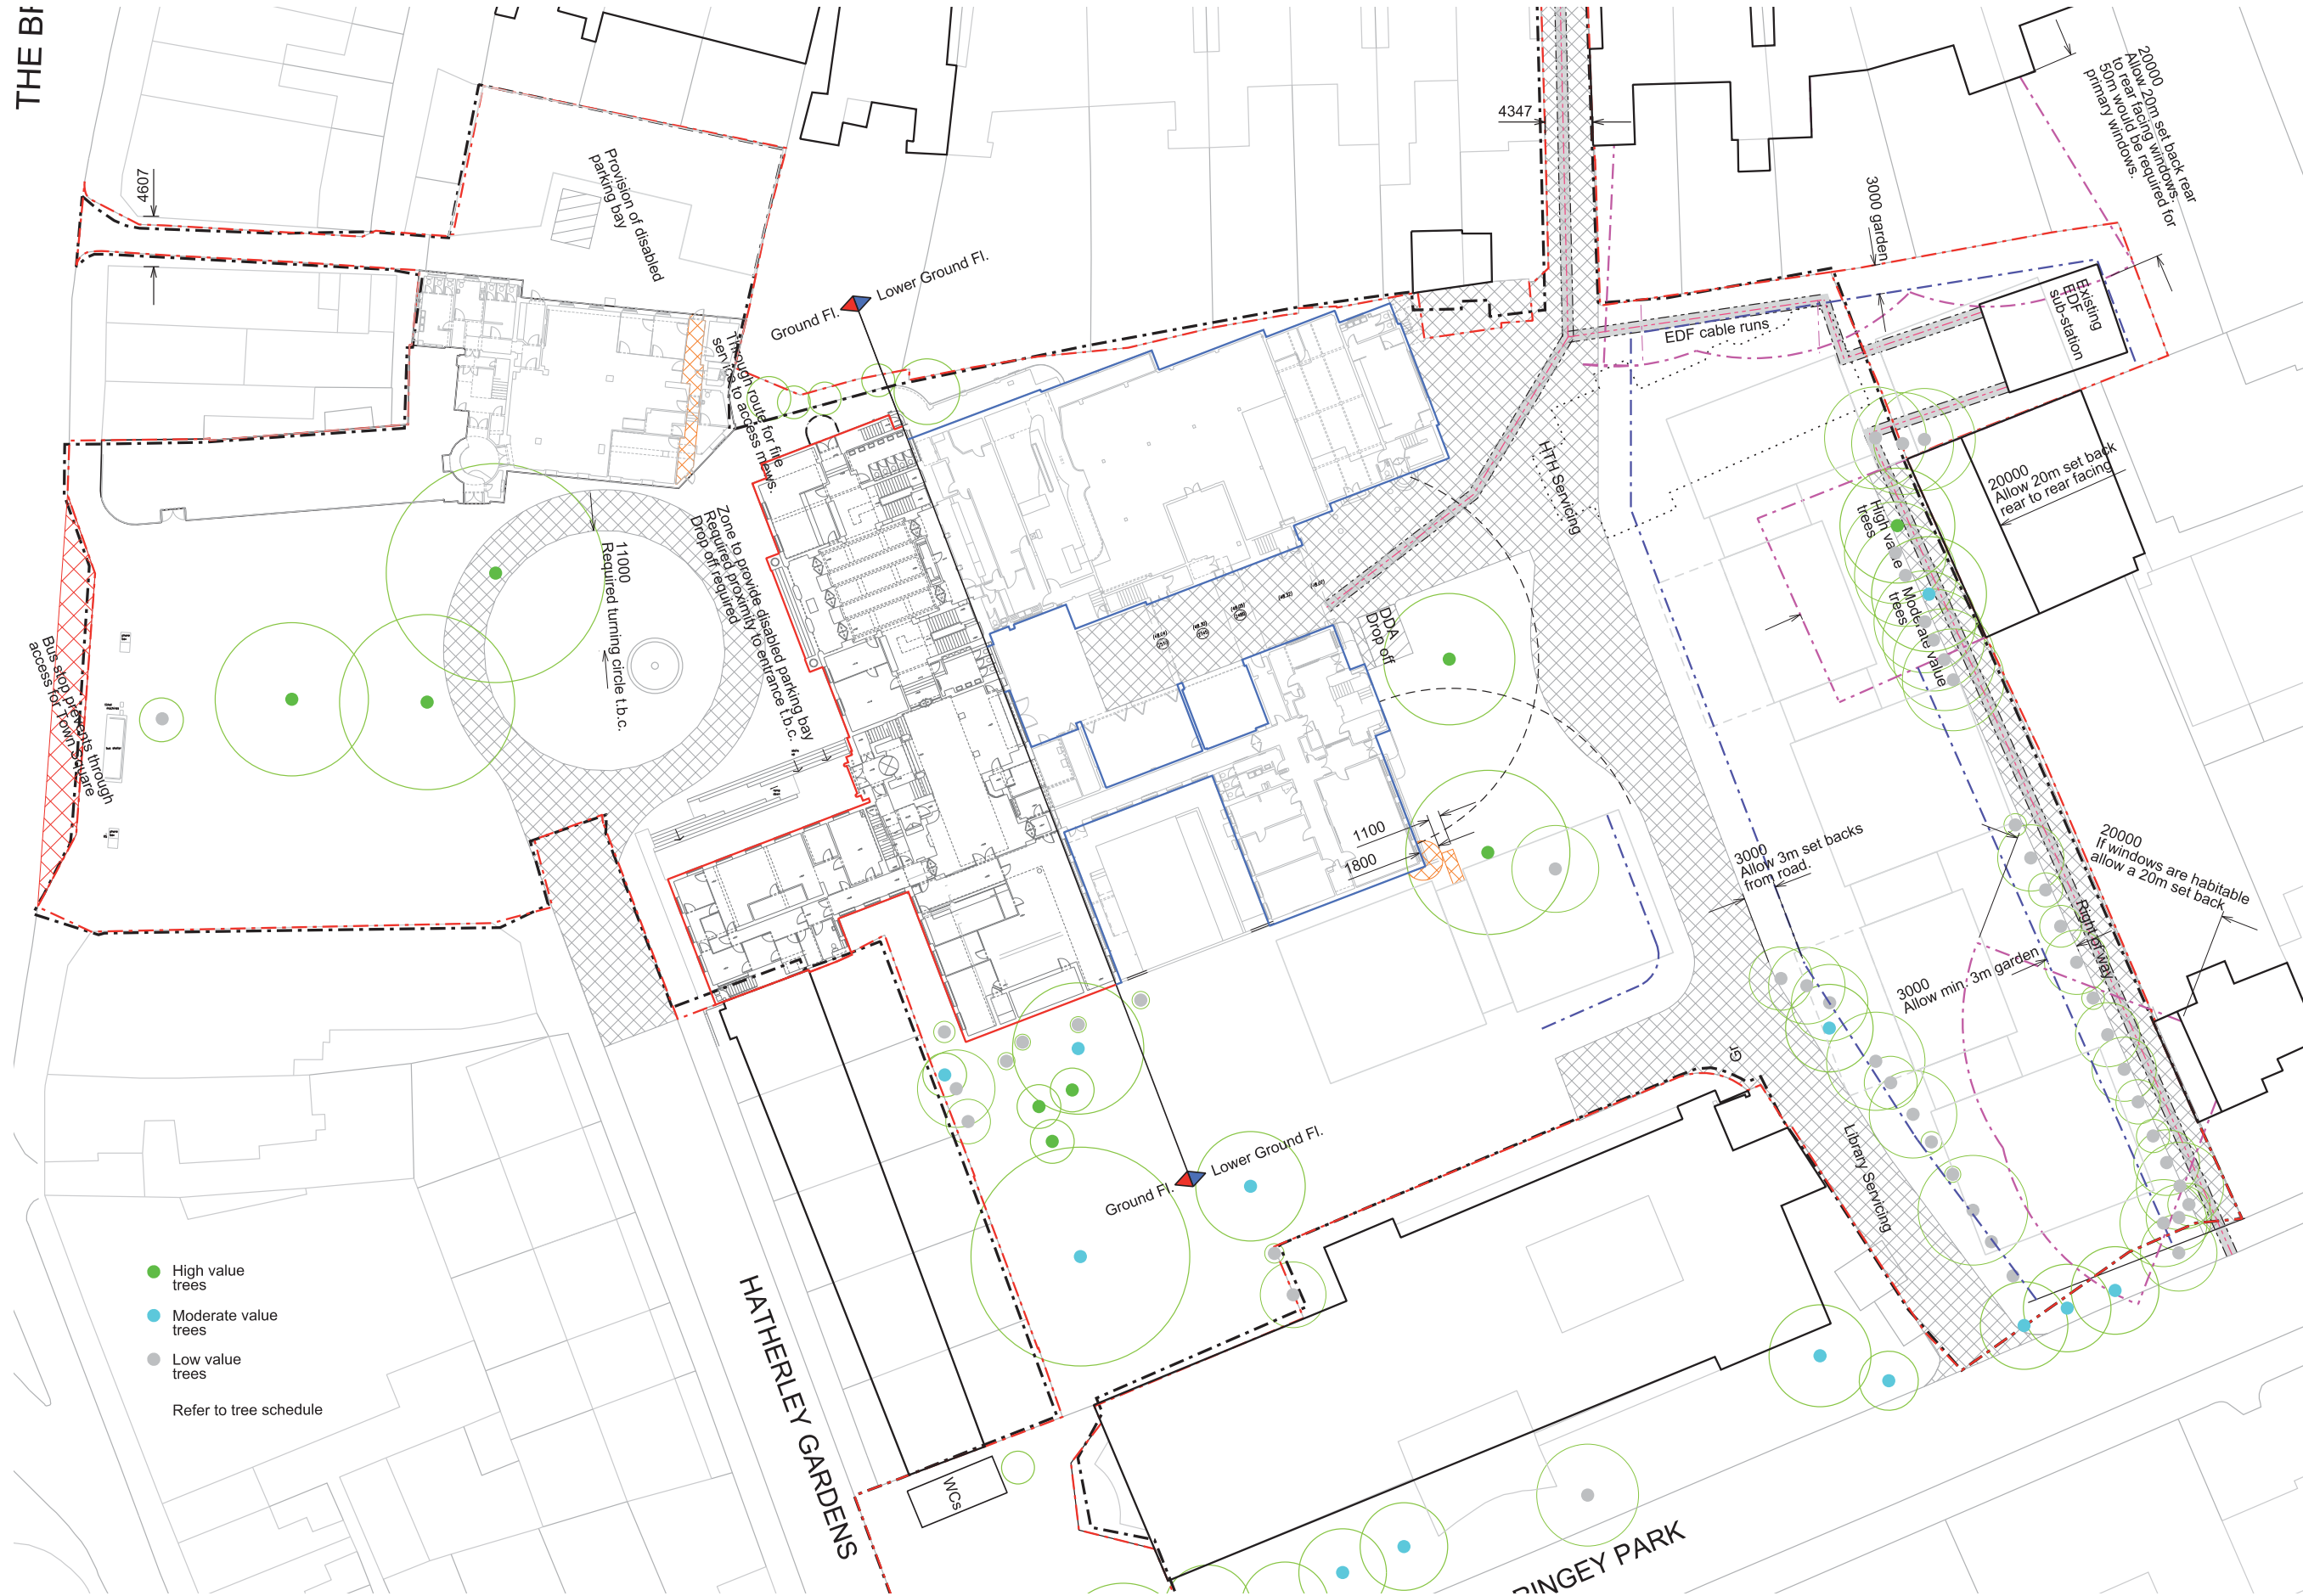 THE BR
4607
Provision of disabled
parking bay
4347
20000
Allow 20m set back rear
to rear facing windows.
50m would be required for
primary windows.
3000 garden
Lower Ground Fl.
Ground Fl.
Through route for fire
service to access mews.
EDF cable runs
Existing
EDF
sub-station
20000
Allow 20m set back
rear to rear facing
HTH Servicing
High value
trees
Moderate value
trees
11000
Required turning circle t.b.c.
Zone to provide disabled parking bay
Required proximity to entrance t.b.c.
Drop off required
DDA
Drop off
Bus stop prevents through
access for Town Square
1100
1800
3000
Allow 3m set backs
from road.
20000
If windows are habitable
allow a 20m set back
Right of way
3000
Allow min. 3m garden
Gr
Library Servicing
Lower Ground Fl.
Ground Fl.
High value
trees
Moderate value
trees
Low value
trees
Refer to tree schedule
HATHERLEY GARDENS
WCs
RINGEY PARK